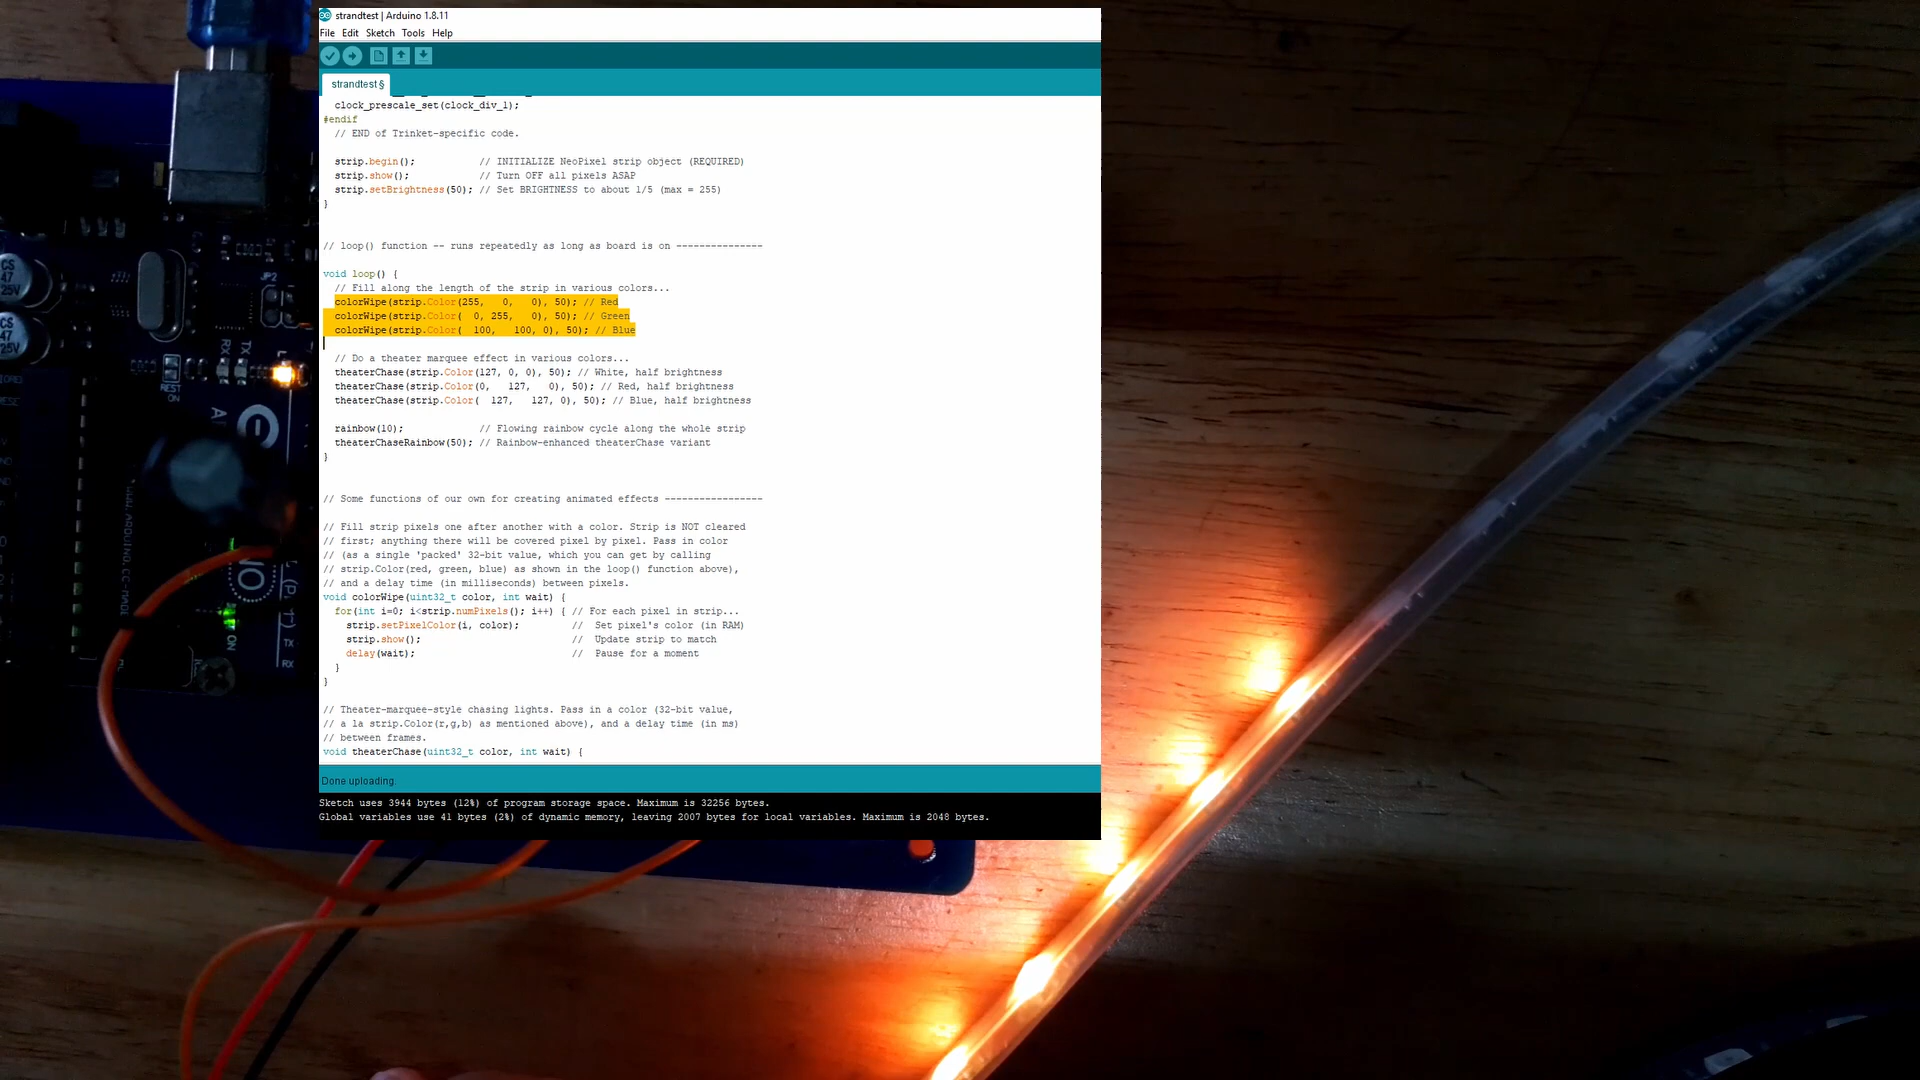 strandtest | Arduino 1.8.11
File Edit Sketch Tools Help
strandtest §
clock_prescale_set(clock_div_1);
#endif
// END of Trinket-specific code.
strip.begin(); // INITIALIZE NeoPixel strip object (REQUIRED)
strip.show(); // Turn OFF all pixels ASAP
strip.setBrightness(50); // Set BRIGHTNESS to about 1/5 (max = 255)
}
// loop() function -- runs repeatedly as long as board is on ---------------
void loop() {
// Fill along the length of the strip in various colors...
colorWipe(strip.Color(255, 0, 0), 50); // Red
colorWipe(strip.Color( 0, 255, 0), 50); // Green
colorWipe(strip.Color( 100, 100, 0), 50); // Blue
// Do a theater marquee effect in various colors...
theaterChase(strip.Color(127, 0, 0), 50); // White, half brightness
theaterChase(strip.Color(0, 127, 0), 50); // Red, half brightness
theaterChase(strip.Color( 127, 127, 0), 50); // Blue, half brightness
rainbow(10); // Flowing rainbow cycle along the whole strip
theaterChaseRainbow(50); // Rainbow-enhanced theaterChase variant
}
// Some functions of our own for creating animated effects -----------------
// Fill strip pixels one after another with a color. Strip is NOT cleared
// first; anything there will be covered pixel by pixel. Pass in color
// (as a single 'packed' 32-bit value, which you can get by calling
// strip.Color(red, green, blue) as shown in the loop() function above),
// and a delay time (in milliseconds) between pixels.
void colorWipe(uint32_t color, int wait) {
for(int i=0; i<strip.numPixels(); i++) { // For each pixel in strip...
strip.setPixelColor(i, color); // Set pixel's color (in RAM)
strip.show(); // Update strip to match
delay(wait); // Pause for a moment
}
}
// Theater-marquee-style chasing lights. Pass in a color (32-bit value,
// a la strip.Color(r,g,b) as mentioned above), and a delay time (in ms)
// between frames.
void theaterChase(uint32_t color, int wait) {
Done uploading.
Sketch uses 3944 bytes (12%) of program storage space. Maximum is 32256 bytes.
Global variables use 41 bytes (2%) of dynamic memory, leaving 2007 bytes for local variables. Maximum is 2048 bytes.
CS
47
25V
CS
47
25V
JP2
RX
TX
L
REST
ON
ON
TX
RX